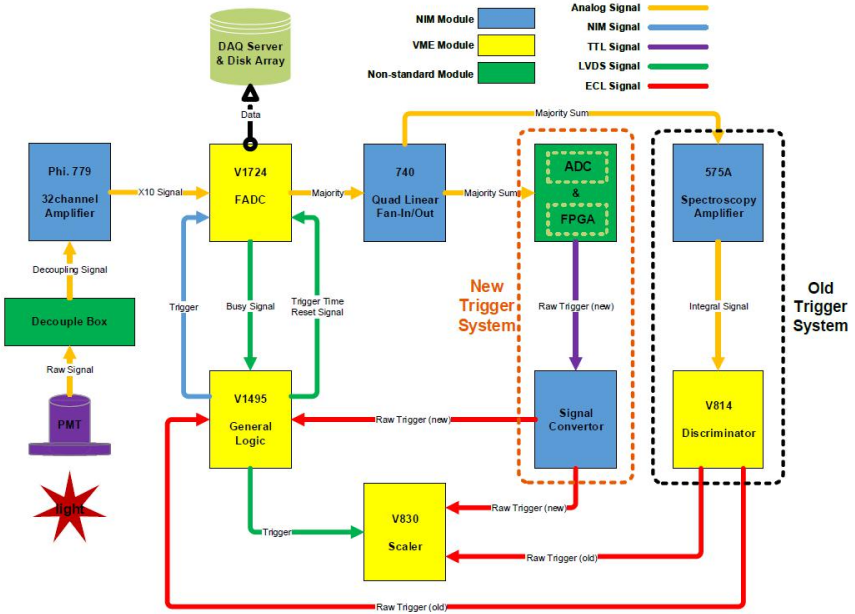 NIM Module
VME Module
Non-standard Module
Analog Signal
NIM Signal
TTL Signal
LVDS Signal
ECL Signal
DAQ Server
& Disk Array
Data
Majority Sum
Phi. 779
32channel
Amplifier
X10 Signal
V1724
FADC
Majority
740
Quad Linear
Fan-In/Out
Majority Sum
ADC
&
FPGA
575A
Spectroscopy
Amplifier
Decoupling Signal
Decouple Box
Raw Signal
PMT
light
Trigger
Busy Signal
Trigger Time
Reset Signal
New
Trigger
System
Raw Trigger (new)
Integral Signal
Old
Trigger
System
V1495
General
Logic
Raw Trigger (new)
Signal
Convertor
V814
Discriminator
Trigger
V830
Scaler
Raw Trigger (new)
Raw Trigger (old)
Raw Trigger (old)